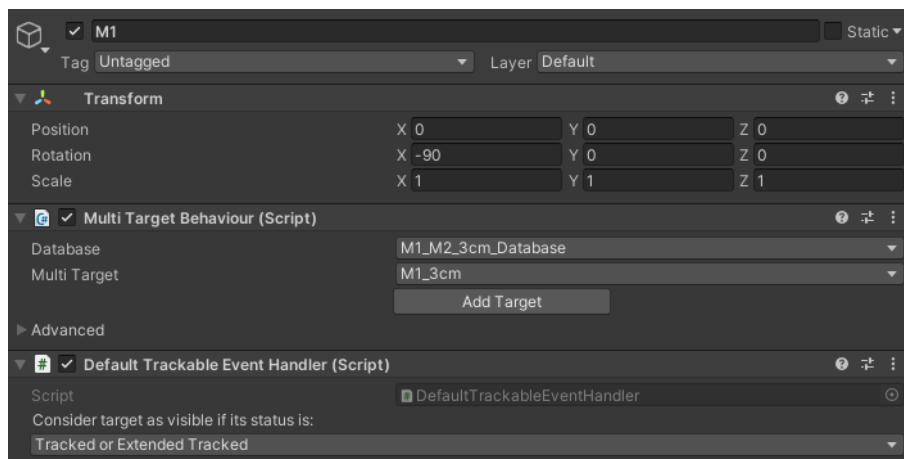 M1 Static
Tag Untagged Layer Default
Transform
Position X 0 Y 0 Z 0
Rotation X -90 Y 0 Z 0
Scale X 1 Y 1 Z 1
Multi Target Behaviour (Script)
Database M1_M2_3cm_Database
Multi Target M1_3cm
Add Target
Advanced
# Default Trackable Event Handler (Script)
Script # DefaultTrackableEventHandler
Consider target as visible if its status is:
Tracked or Extended Tracked